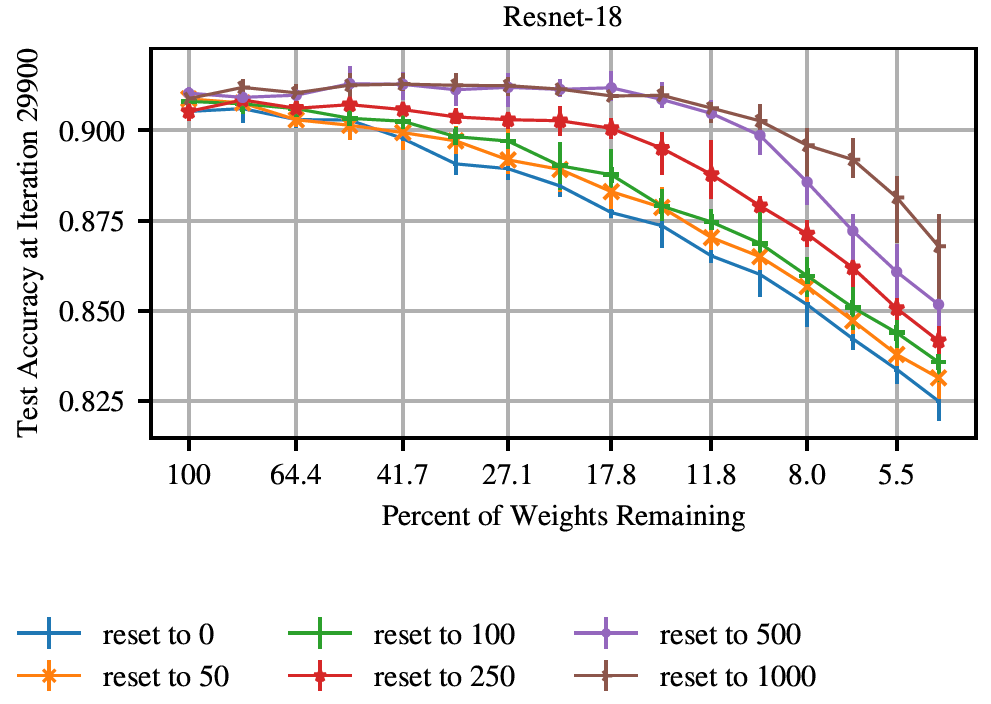 Resnet-18
Test Accuracy at Iteration 29900
0.900
0.875
0.850
0.825
100 64.4 41.7 27.1 17.8 11.8 8.0 5.5
Percent of Weights Remaining
reset to 0 reset to 100 reset to 500
reset to 50 reset to 250 reset to 1000